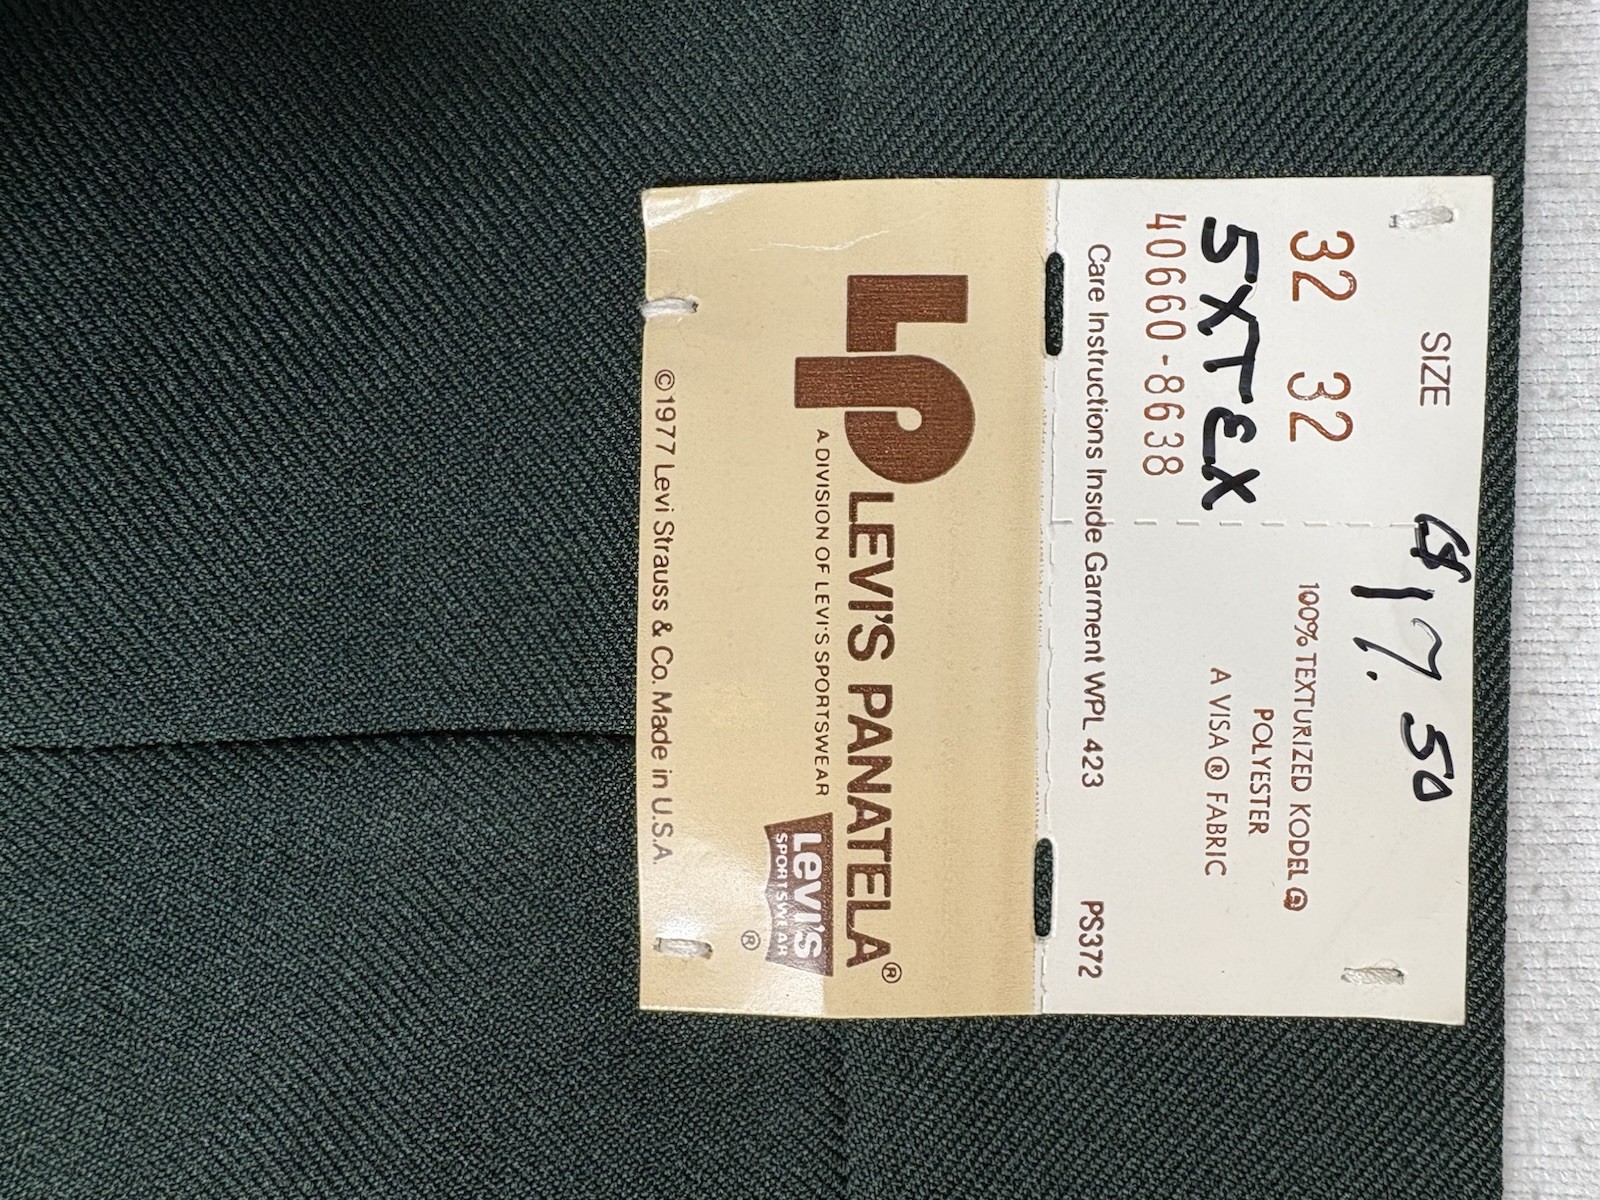 SIZE
32 32
$17.50
5XTEX
40660-8638
100% TEXTURIZED KODEL®
POLYESTER
A VISA® FABRIC
Care Instructions Inside Garment WPL 423 PS372
LP LEVI'S PANATELA®
A DIVISION OF LEVI'S SPORTSWEAR
LEVI'S
SPORTSWEAR
®
©1977 Levi Strauss & Co. Made in U.S.A.